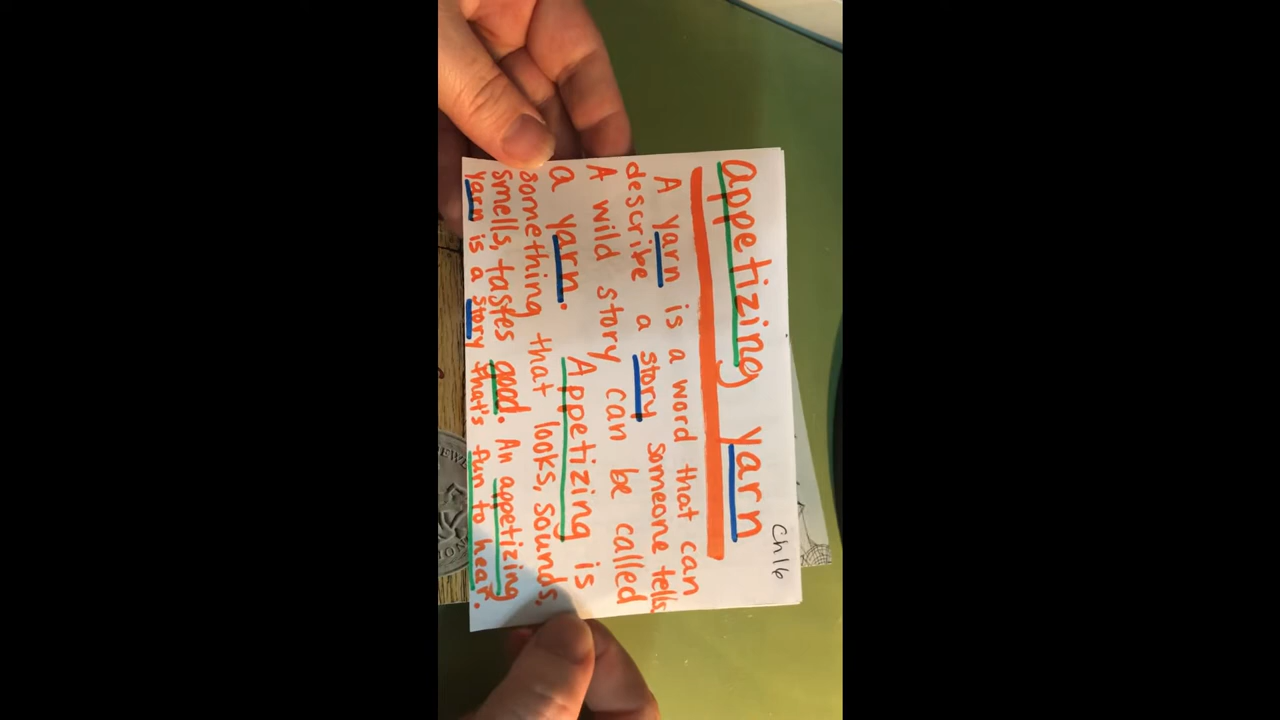 Ch16
appetizing yarn
A yarn is a word that can
describe a story someone tells
A wild story can be called
a yarn. Appetizing is
something that looks, sounds,
smells, tastes good. An appetizing
yarn is a story that's fun to hear.